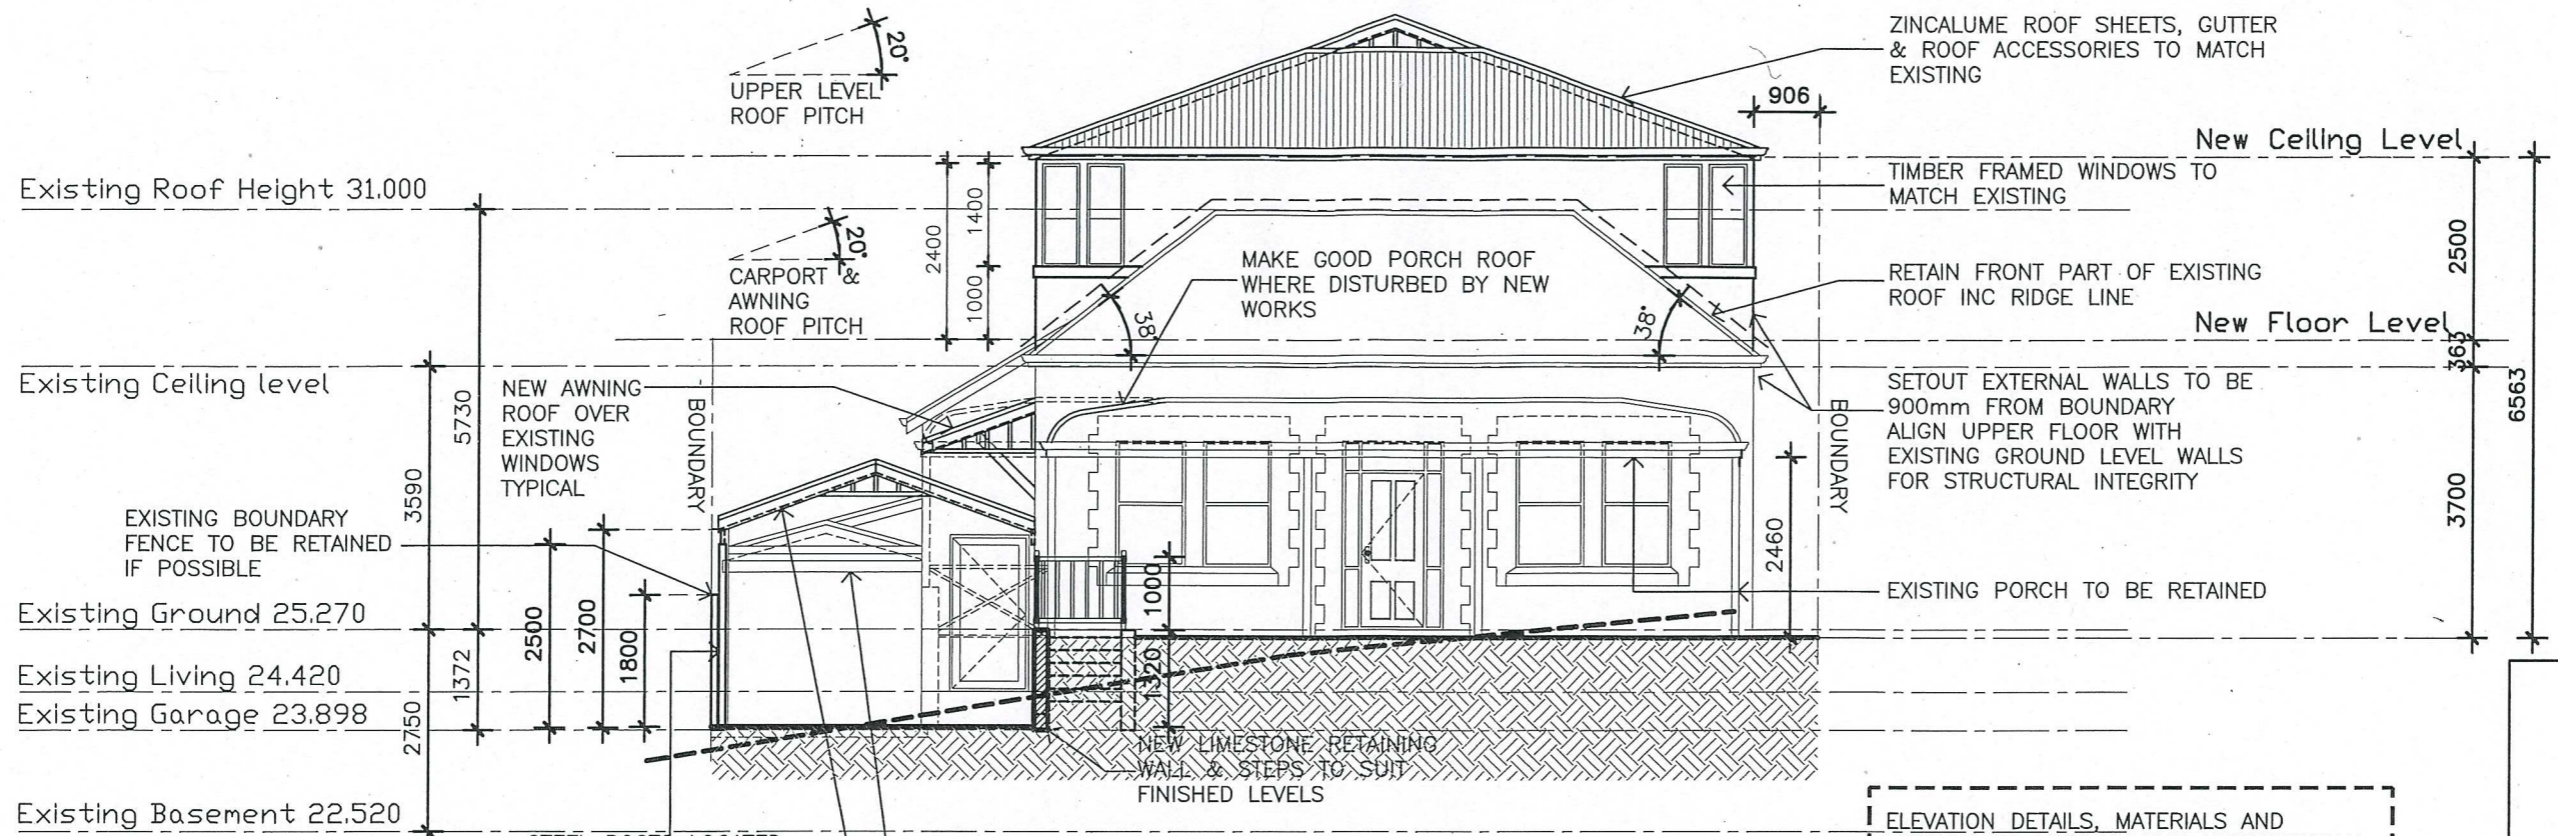 20°
UPPER LEVEL
ROOF PITCH
ZINCALUME ROOF SHEETS, GUTTER
& ROOF ACCESSORIES TO MATCH
EXISTING
906
New Ceiling Level
Existing Roof Height 31.000
TIMBER FRAMED WINDOWS TO
MATCH EXISTING
20°
CARPORT &
AWNING
ROOF PITCH
2400
1400
1000
MAKE GOOD PORCH ROOF
WHERE DISTURBED BY NEW
WORKS
38°
38°
RETAIN FRONT PART OF EXISTING
ROOF INC RIDGE LINE
New Floor Level
2500
363
6563
3700
Existing Ceiling level
NEW AWNING
ROOF OVER
EXISTING
WINDOWS
TYPICAL
BOUNDARY
BOUNDARY
SETOUT EXTERNAL WALLS TO BE
900mm FROM BOUNDARY
ALIGN UPPER FLOOR WITH
EXISTING GROUND LEVEL WALLS
FOR STRUCTURAL INTEGRITY
5730
3590
2460
EXISTING BOUNDARY
FENCE TO BE RETAINED
IF POSSIBLE
EXISTING PORCH TO BE RETAINED
Existing Ground 25.270
2500
2700
1800
1000
1320
1372
2750
Existing Living 24.420
Existing Garage 23.898
NEW LIMESTONE RETAINING
WALL & STEPS TO SUIT
FINISHED LEVELS
Existing Basement 22.520
ELEVATION DETAILS, MATERIALS AND